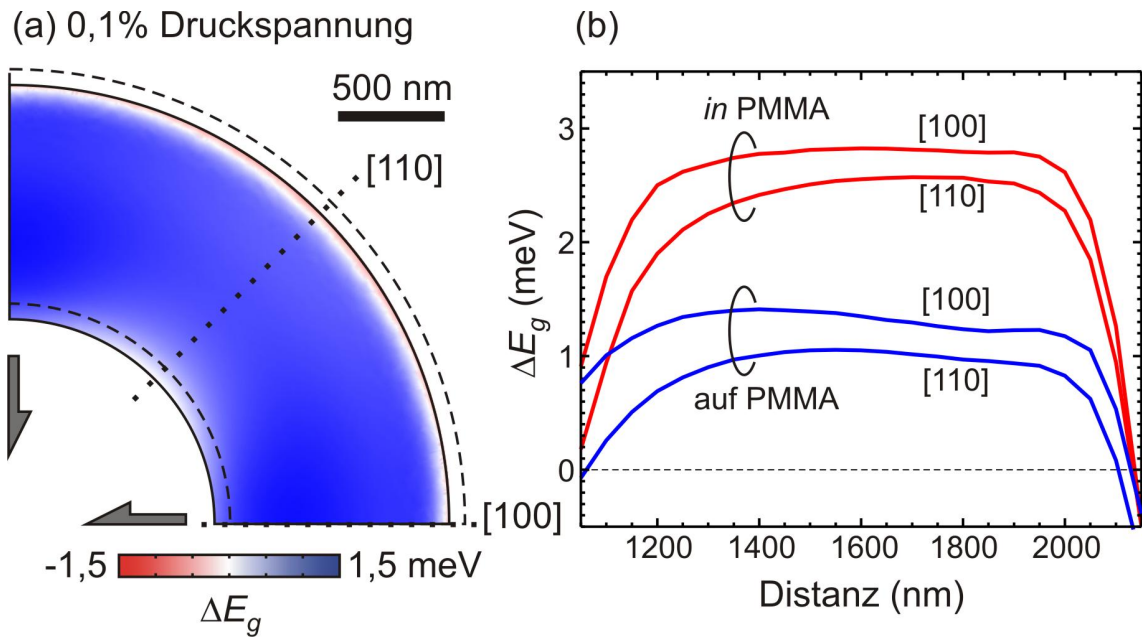 (a) 0,1% Druckspannung
500 nm
[110]
[100]
-1,5
1,5 meV
ΔE_g
(b)
ΔE_g (meV)
3
2
1
0
in PMMA
[100]
[110]
[100]
[110]
auf PMMA
1200 1400 1600 1800 2000
Distanz (nm)